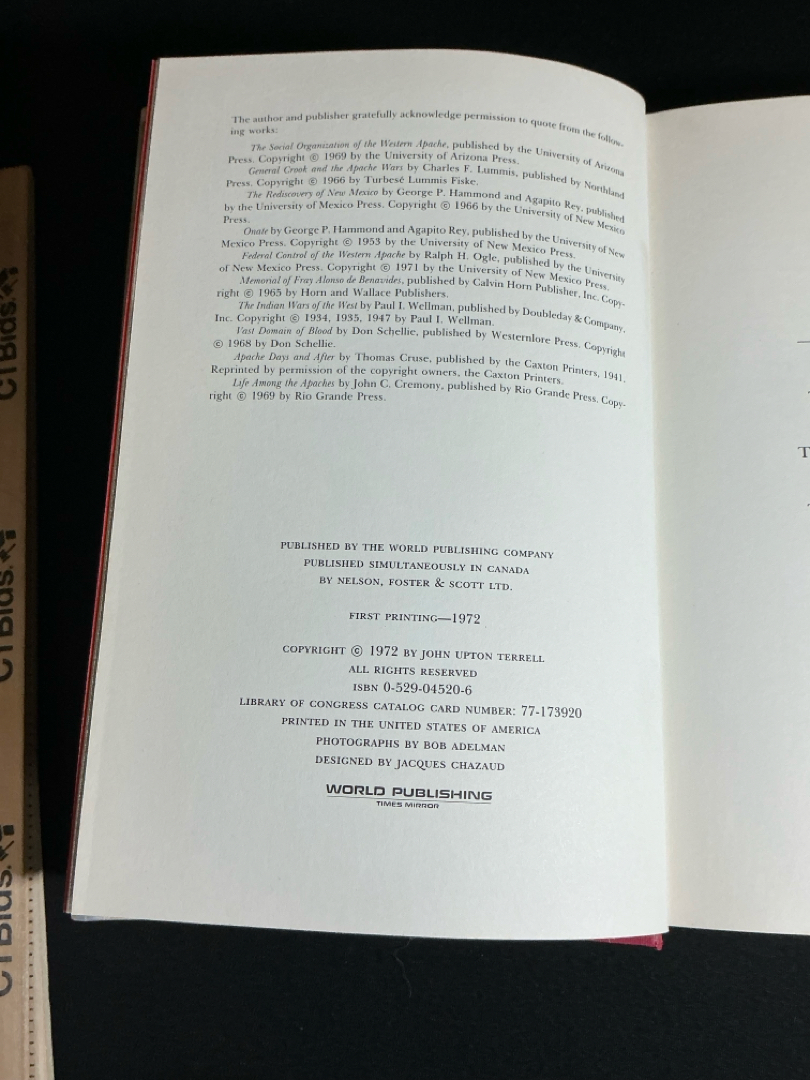 The author and publisher gratefully acknowledge permission to quote from the follow-
ing works:
The Social Organization of the Western Apache, published by the University of Arizona
Press. Copyright © 1969 by the University of Arizona Press.
General Crook and the Apache Wars by Charles F. Lummis, published by Northland
Press. Copyright © 1966 by Turbesé Lummis Fiske.
The Rediscovery of New Mexico by George P. Hammond and Agapito Rey, published
by the University of Mexico Press. Copyright © 1966 by the University of New Mexico
Press.
Onate by George P. Hammond and Agapito Rey, published by the University of New
Mexico Press. Copyright © 1953 by the University of New Mexico Press.
Federal Control of the Western Apache by Ralph H. Ogle, published by the University
of New Mexico Press. Copyright © 1971 by the University of New Mexico Press.
Memorial of Fray Alonso de Benavides, published by Calvin Horn Publisher, Inc. Copy-
right © 1965 by Horn and Wallace Publishers.
The Indian Wars of the West by Paul I. Wellman, published by Doubleday & Company,
Inc. Copyright © 1934, 1935, 1947 by Paul I. Wellman.
Vast Domain of Blood by Don Schellie, published by Westernlore Press. Copyright
© 1968 by Don Schellie.
Apache Days and After by Thomas Cruse, published by the Caxton Printers, 1941.
Reprinted by permission of the copyright owners, the Caxton Printers.
Life Among the Apaches by John C. Cremony, published by Rio Grande Press. Copy-
right © 1969 by Rio Grande Press.
PUBLISHED BY THE WORLD PUBLISHING COMPANY
PUBLISHED SIMULTANEOUSLY IN CANADA
BY NELSON, FOSTER & SCOTT LTD.
FIRST PRINTING—1972
COPYRIGHT © 1972 BY JOHN UPTON TERRELL
ALL RIGHTS RESERVED
ISBN 0-529-04520-6
LIBRARY OF CONGRESS CATALOG CARD NUMBER: 77-173920
PRINTED IN THE UNITED STATES OF AMERICA
PHOTOGRAPHS BY BOB ADELMAN
DESIGNED BY JACQUES CHAZAUD
WORLD PUBLISHING
TIMES MIRROR
T
CTBids
CTBids
CTBids